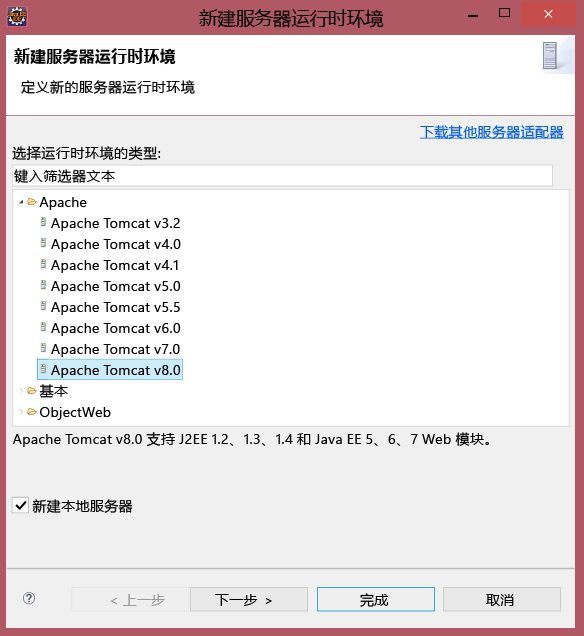 新建服务器运行时环境
新建服务器运行时环境
定义新的服务器运行时环境
下载其他服务器适配器
选择运行时环境的类型:
键入筛选器文本
Apache
Apache Tomcat v3.2
Apache Tomcat v4.0
Apache Tomcat v4.1
Apache Tomcat v5.0
Apache Tomcat v5.5
Apache Tomcat v6.0
Apache Tomcat v7.0
Apache Tomcat v8.0
基本
ObjectWeb
Apache Tomcat v8.0 支持 J2EE 1.2、1.3、1.4 和 Java EE 5、6、7 Web 模块。
新建本地服务器
< 上一步 下一步 > 完成 取消